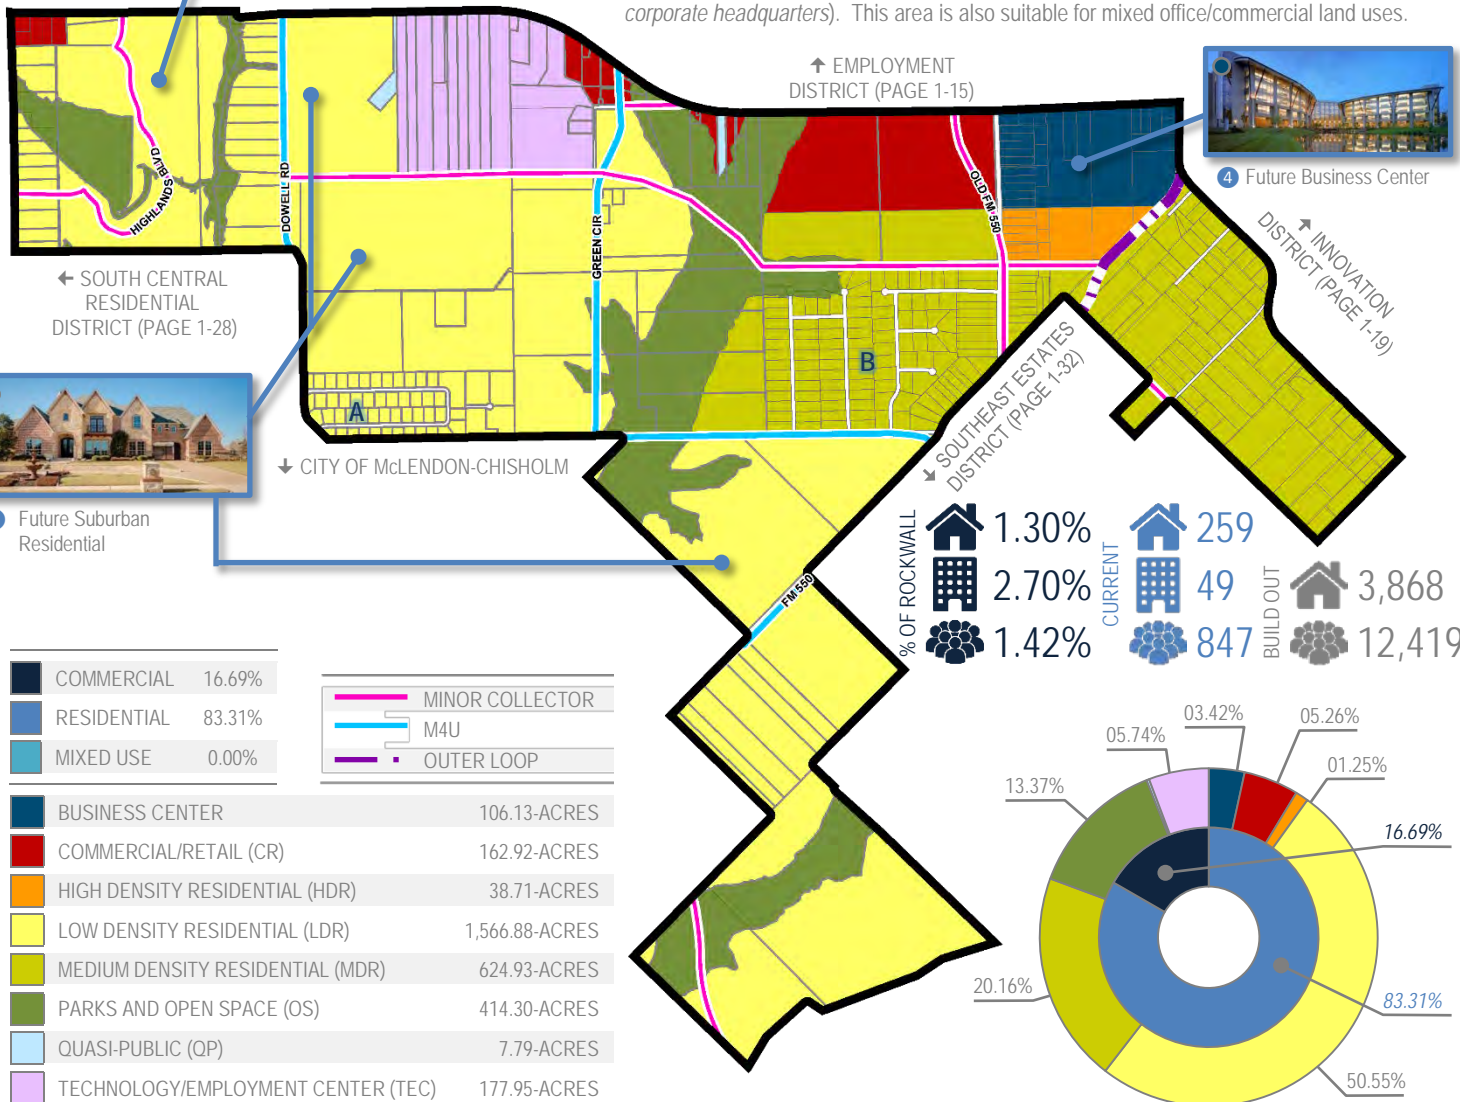 corporate headquarters). This area is also suitable for mixed office/commercial land uses.
↑ EMPLOYMENT
DISTRICT (PAGE 1-15)
4 Future Business Center
↗ INNOVATION
DISTRICT (PAGE 1-19)
HIGHLANDS BLVD
DOWELL RD
GREEN CIR
OLD FM-550
← SOUTH CENTRAL
RESIDENTIAL
DISTRICT (PAGE 1-28)
A
B
↘ SOUTHEAST ESTATES
DISTRICT (PAGE 1-32)
↓ CITY OF McLENDON-CHISHOLM
Future Suburban
Residential
FM 550
% OF ROCKWALL
1.30%
2.70%
1.42%
CURRENT
259
49
847
BUILD OUT
3,868
12,419
COMMERCIAL 16.69%
RESIDENTIAL 83.31%
MIXED USE 0.00%
MINOR COLLECTOR
M4U
OUTER LOOP
BUSINESS CENTER 106.13-ACRES
COMMERCIAL/RETAIL (CR) 162.92-ACRES
HIGH DENSITY RESIDENTIAL (HDR) 38.71-ACRES
LOW DENSITY RESIDENTIAL (LDR) 1,566.88-ACRES
MEDIUM DENSITY RESIDENTIAL (MDR) 624.93-ACRES
PARKS AND OPEN SPACE (OS) 414.30-ACRES
QUASI-PUBLIC (QP) 7.79-ACRES
TECHNOLOGY/EMPLOYMENT CENTER (TEC) 177.95-ACRES
03.42%
05.26%
05.74%
01.25%
13.37%
16.69%
20.16%
83.31%
50.55%